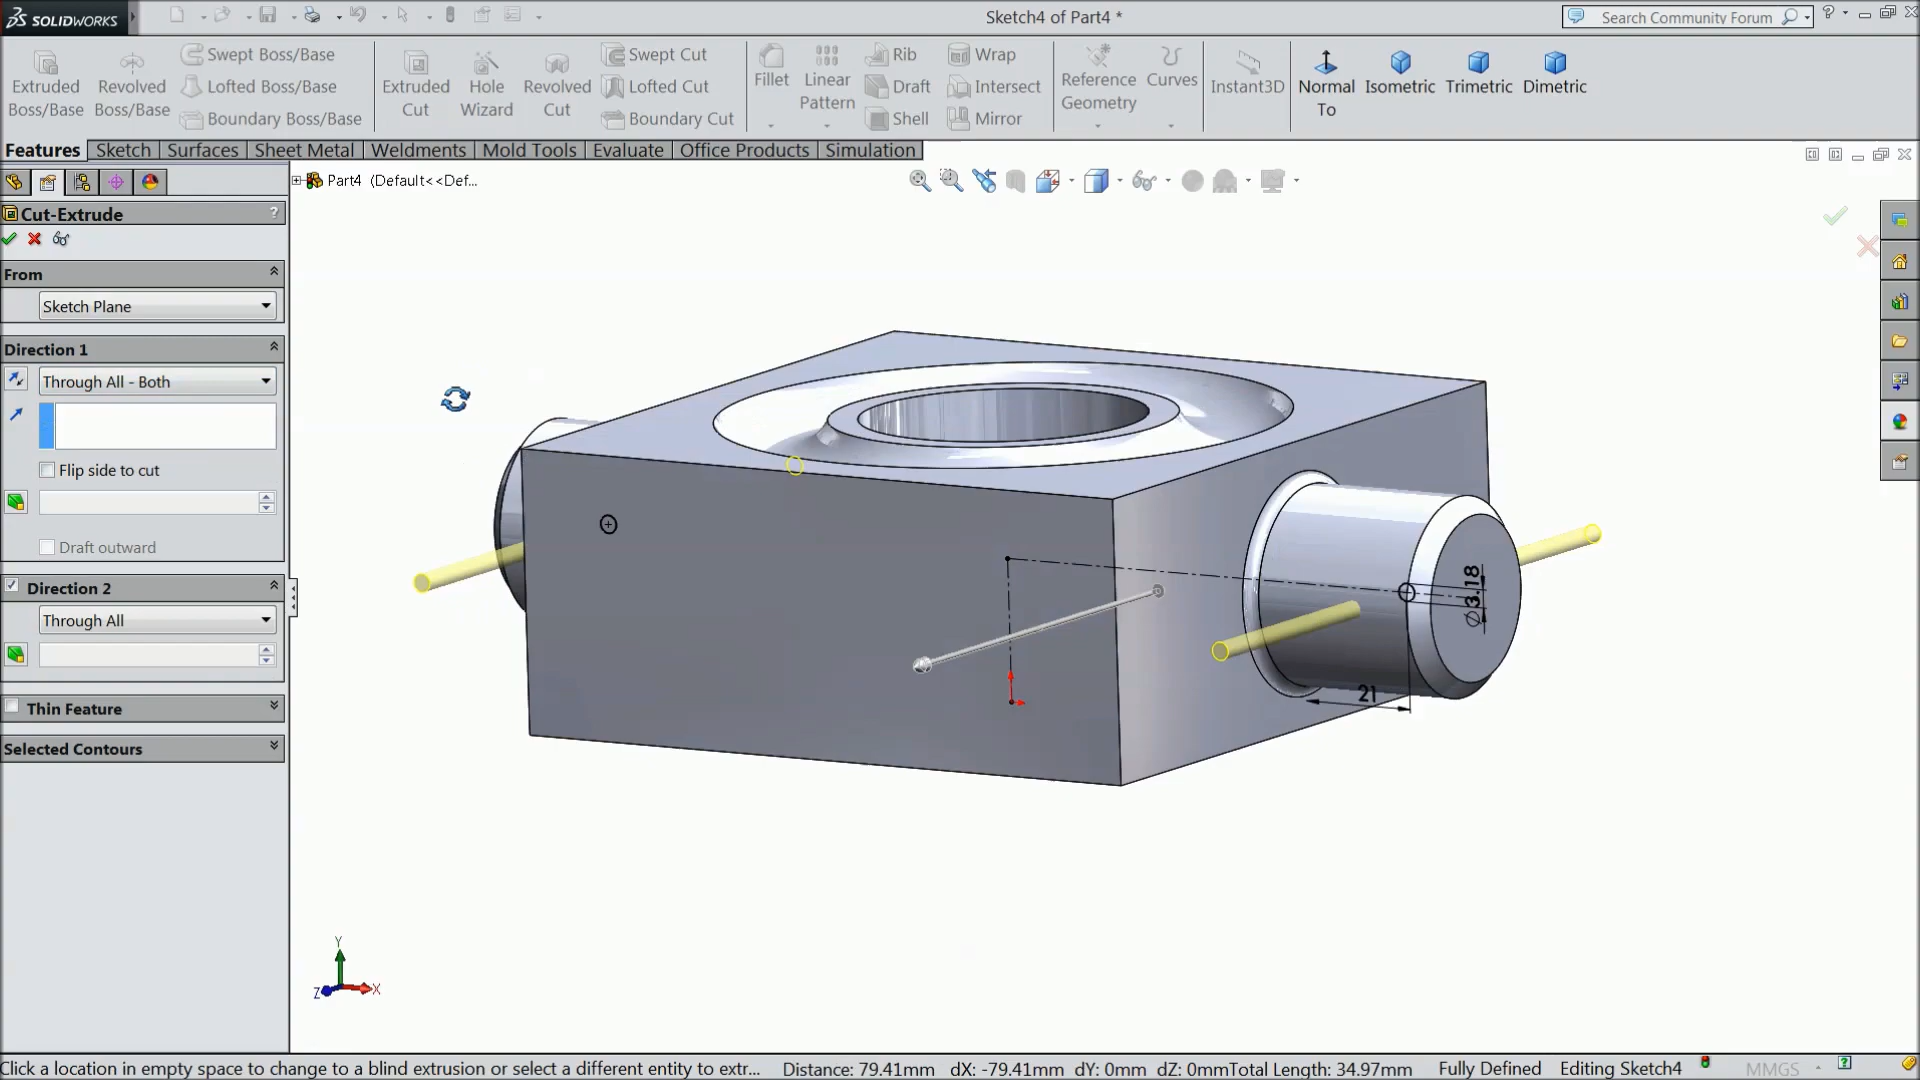 SOLIDWORKS
Sketch4 of Part4 *
Search Community Forum
?
Extruded Boss/Base
Revolved Boss/Base
Swept Boss/Base
Lofted Boss/Base
Boundary Boss/Base
Extruded Cut
Hole Wizard
Revolved Cut
Swept Cut
Lofted Cut
Boundary Cut
Fillet
Linear Pattern
Rib
Draft
Shell
Wrap
Intersect
Mirror
Reference Geometry
Curves
Instant3D
Normal To
Isometric
Trimetric
Dimetric
Features
Sketch
Surfaces
Sheet Metal
Weldments
Mold Tools
Evaluate
Office Products
Simulation
Part4 (Default<<Def...
Cut-Extrude
?
From
Sketch Plane
Direction 1
Through All - Both
Flip side to cut
Draft outward
Direction 2
Through All
Thin Feature
Selected Contours
Ø3.18
21
Y
Z
X
Click a location in empty space to change to a blind extrusion or select a different entity to extr...
Distance: 79.41mm dX: -79.41mm dY: 0mm dZ: 0mmTotal Length: 34.97mm
Fully Defined
Editing Sketch4
MMGS
?